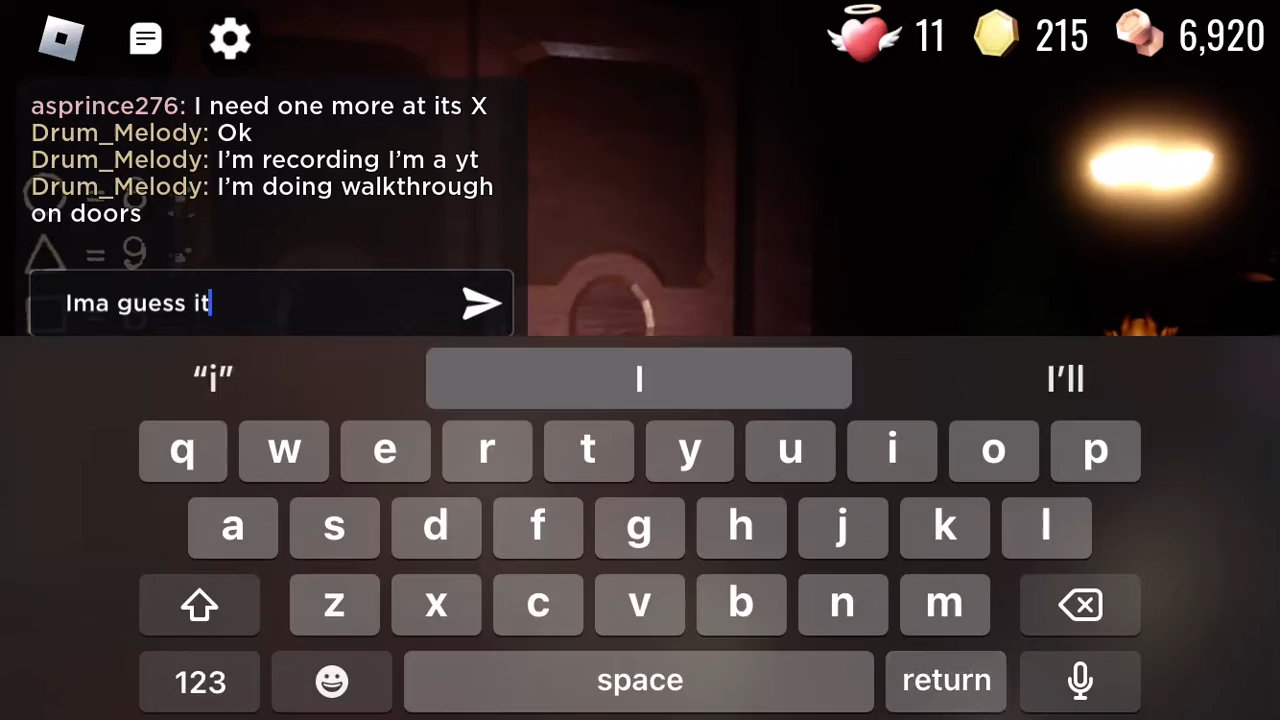 11 215 6,920
asprince276: I need one more at its X
Drum_Melody: Ok
Drum_Melody: I'm recording I'm a yt
Drum_Melody: I'm doing walkthrough
on doors
= 9
Ima guess it
“i” I I'll
q w e r t y u i o p
a s d f g h j k l
z x c v b n m
123 space return